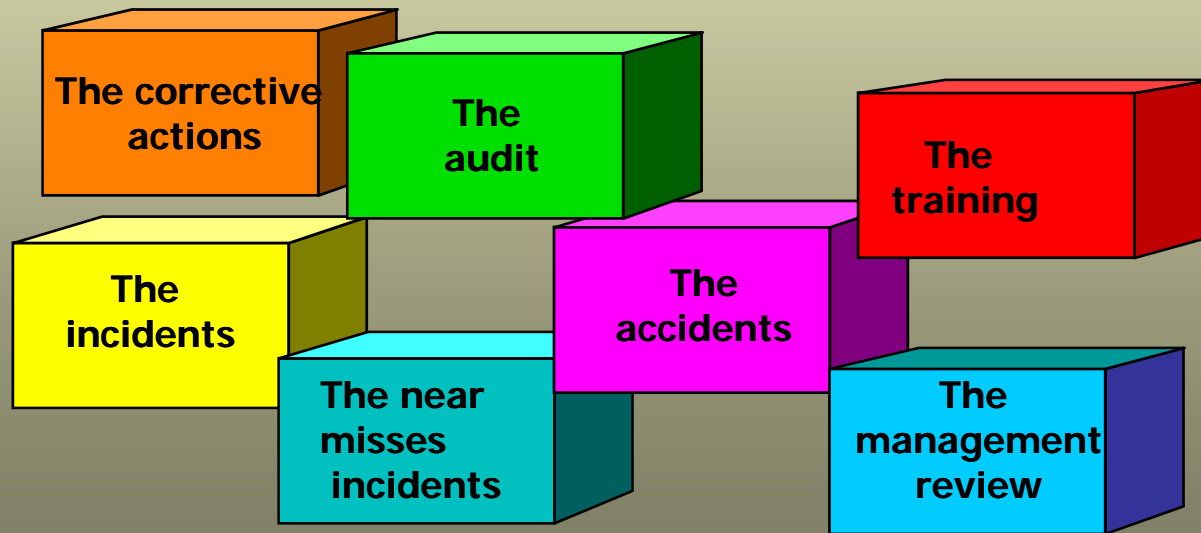 The corrective
actions
The
audit
The
training
The
incidents
The
accidents
The near
misses
incidents
The
management
review